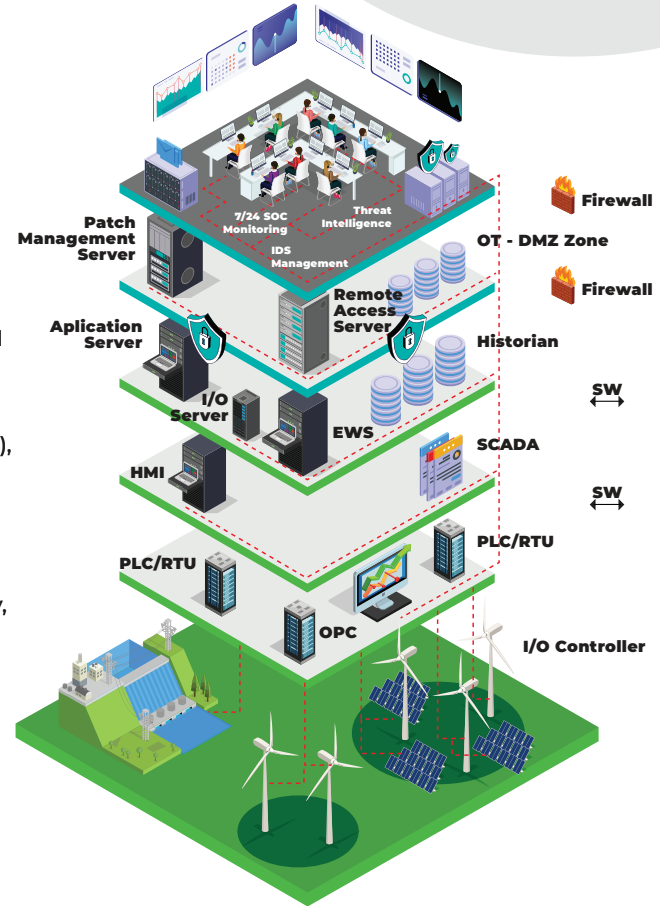 7/24 SOC
Monitoring
Threat
Intelligence
IDS
Management
Firewall
Patch
Management
Server
OT - DMZ Zone
Firewall
Remote
Access
Server
Aplication
Server
Historian
I/O
Server
EWS
SW
),
HMI
SCADA
SW
PLC/RTU
PLC/RTU
OPC
,
I/O Controller